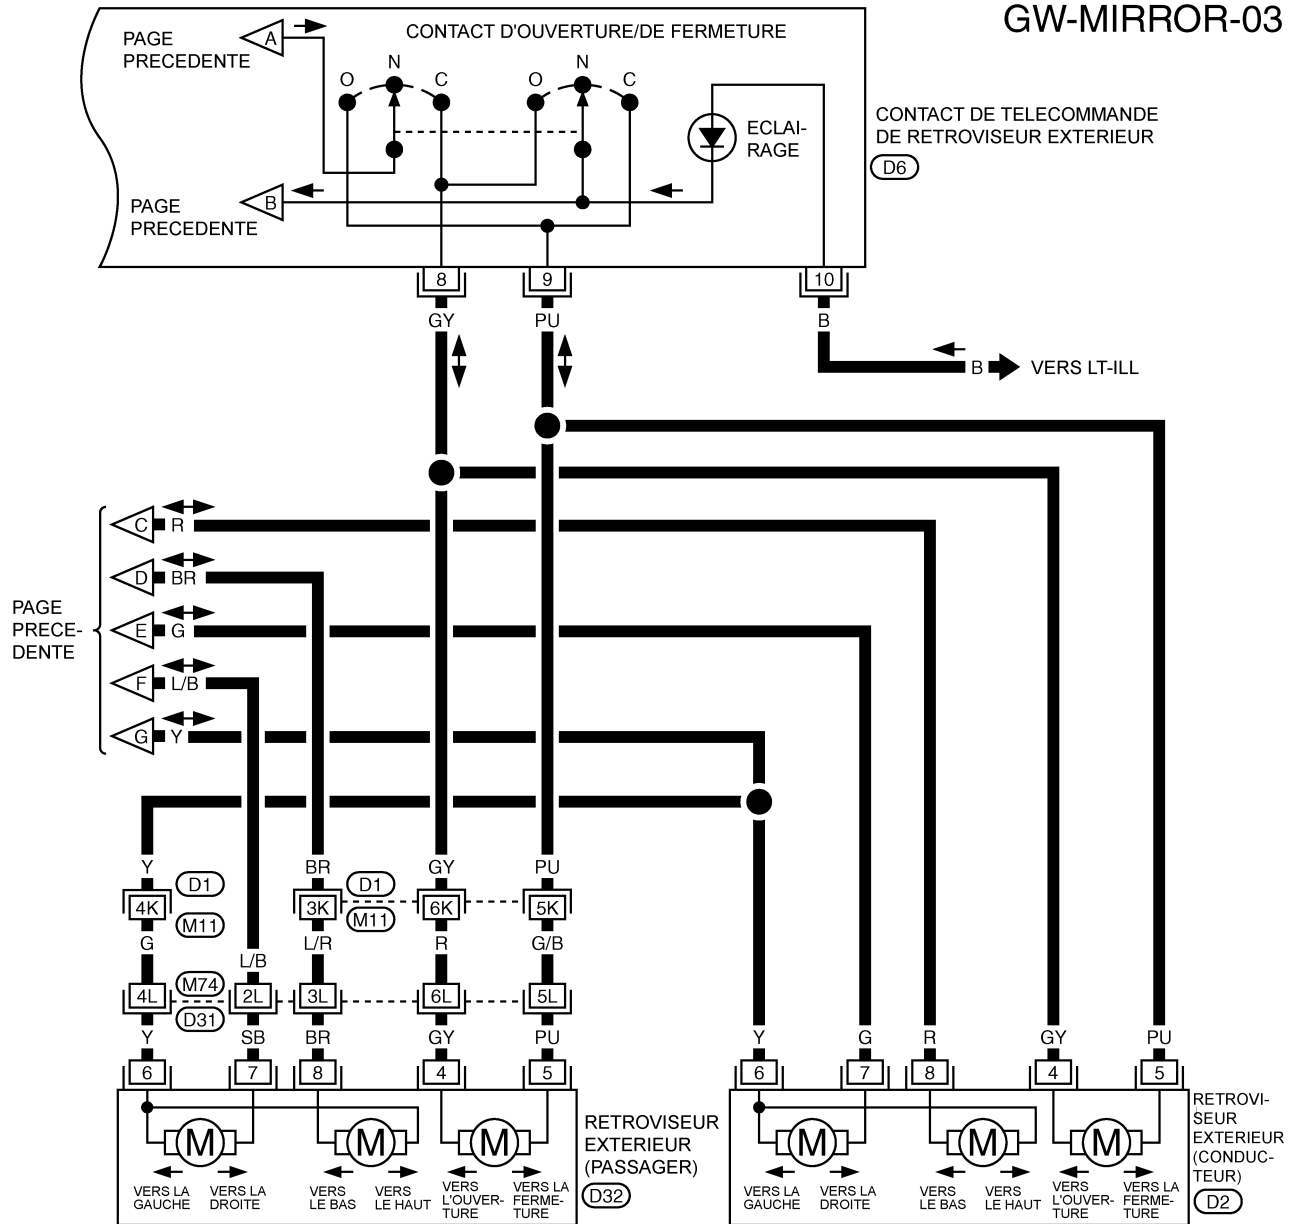 GW-MIRROR-03
PAGE
PRECEDENTE
A
CONTACT D'OUVERTURE/DE FERMETURE
O N C
O N C
ECLAI-
RAGE
CONTACT DE TELECOMMANDE
DE RETROVISEUR EXTERIEUR
D6
PAGE
PRECEDENTE
B
8 9 10
GY PU B
B VERS LT-ILL
PAGE
PRECE-
DENTE
C R
D BR
E G
F L/B
G Y
Y BR GY PU
D1 D1
4K 3K 6K 5K
M11 M11
G L/R R G/B
L/B
M74
4L 2L 3L 6L 5L
D31
Y SB BR GY PU
Y G R GY PU
6 7 8 4 5
6 7 8 4 5
M M M
RETROVISEUR
EXTERIEUR
(PASSAGER)
D32
VERS LA
GAUCHE
VERS LA
DROITE
VERS
LE BAS
VERS
LE HAUT
VERS
L'OUVER-
TURE
VERS LA
FERME-
TURE
M M M
RETROVI-
SEUR
EXTERIEUR
(CONDUC-
TEUR)
D2
VERS LA
GAUCHE
VERS LA
DROITE
VERS
LE BAS
VERS
LE HAUT
VERS
L'OUVER-
TURE
VERS LA
FERME-
TURE